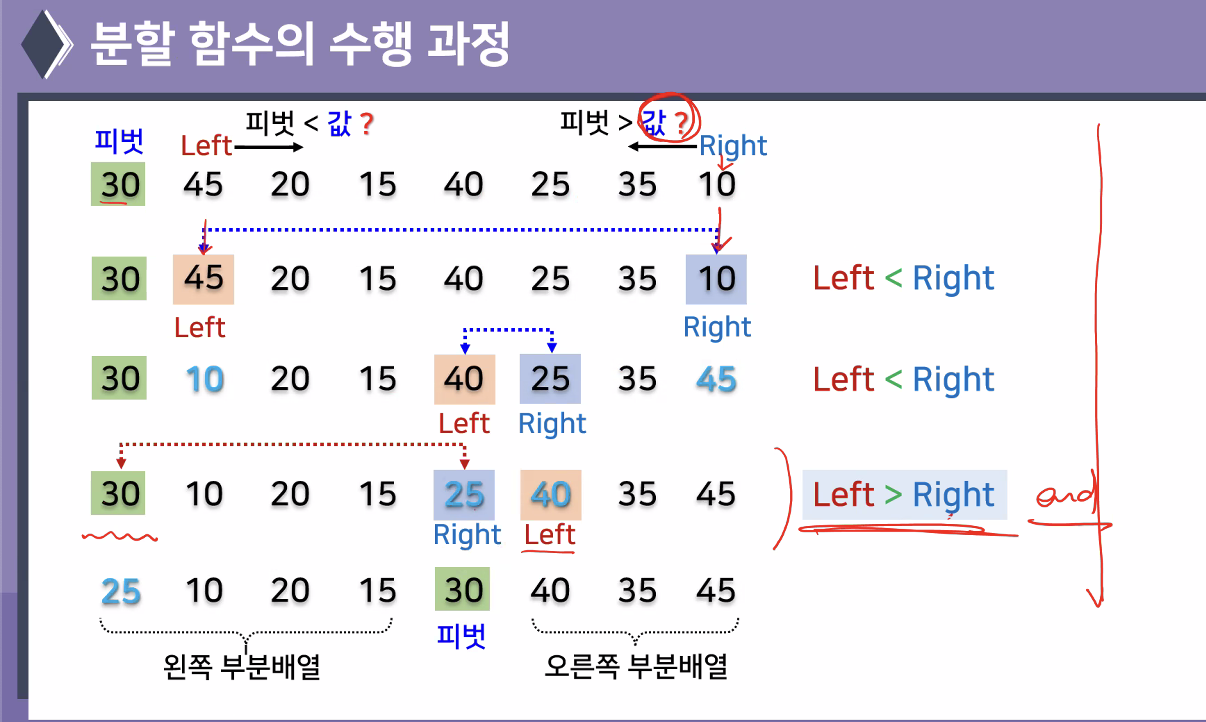 분할 함수의 수행 과정
피벗 Left 피벗 < 값 ? 피벗 > 값 ? Right
30 45 20 15 40 25 35 10
30 45 20 15 40 25 35 10 Left < Right
Left Right
30 10 20 15 40 25 35 45 Left < Right
Left Right
30 10 20 15 25 40 35 45 Left > Right and
Right Left
25 10 20 15 30 40 35 45
피벗
왼쪽 부분배열 오른쪽 부분배열